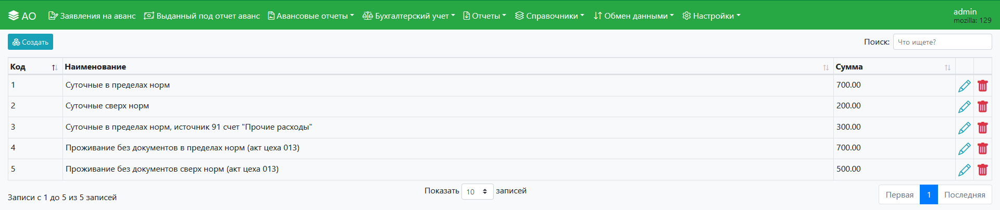 АО Заявления на аванс Выданный под отчет аванс Авансовые отчеты Бухгалтерский учет Отчеты Справочники Обмен данными Настройки admin
mozilla: 129
Создать Поиск: Что ищете?
Код Наименование Сумма
1 Суточные в пределах норм 700.00
2 Суточные сверх норм 200.00
3 Суточные в пределах норм, источник 91 счет "Прочие расходы" 300.00
4 Проживание без документов в пределах норм (акт цеха 013) 700.00
5 Проживание без документов сверх норм (акт цеха 013) 500.00
Записи с 1 до 5 из 5 записей Показать 10 записей Первая 1 Последняя